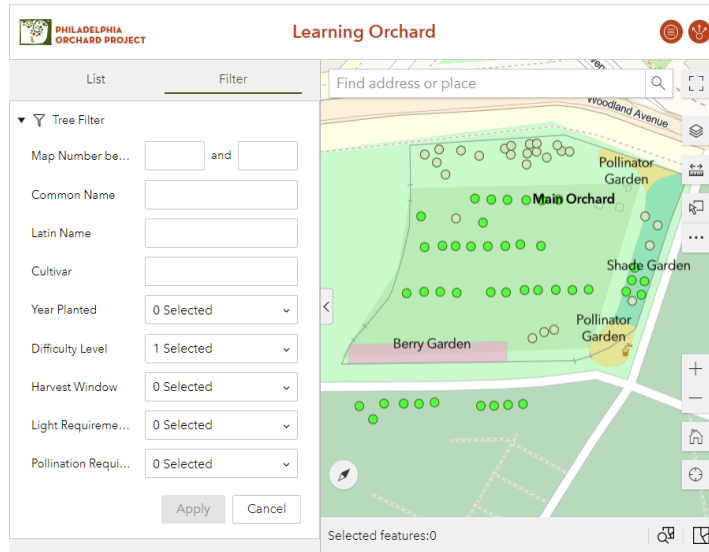 PHILADELPHIA
ORCHARD PROJECT
Learning Orchard
List
Filter
Tree Filter
Map Number be...
and
Common Name
Latin Name
Cultivar
Year Planted
0 Selected
Difficulty Level
1 Selected
Harvest Window
0 Selected
Light Requireme...
0 Selected
Pollination Requi...
0 Selected
Apply
Cancel
Find address or place
Woodland Avenue
Pollinator
Garden
Main Orchard
Shade Garden
Pollinator
Garden
Berry Garden
Selected features:0